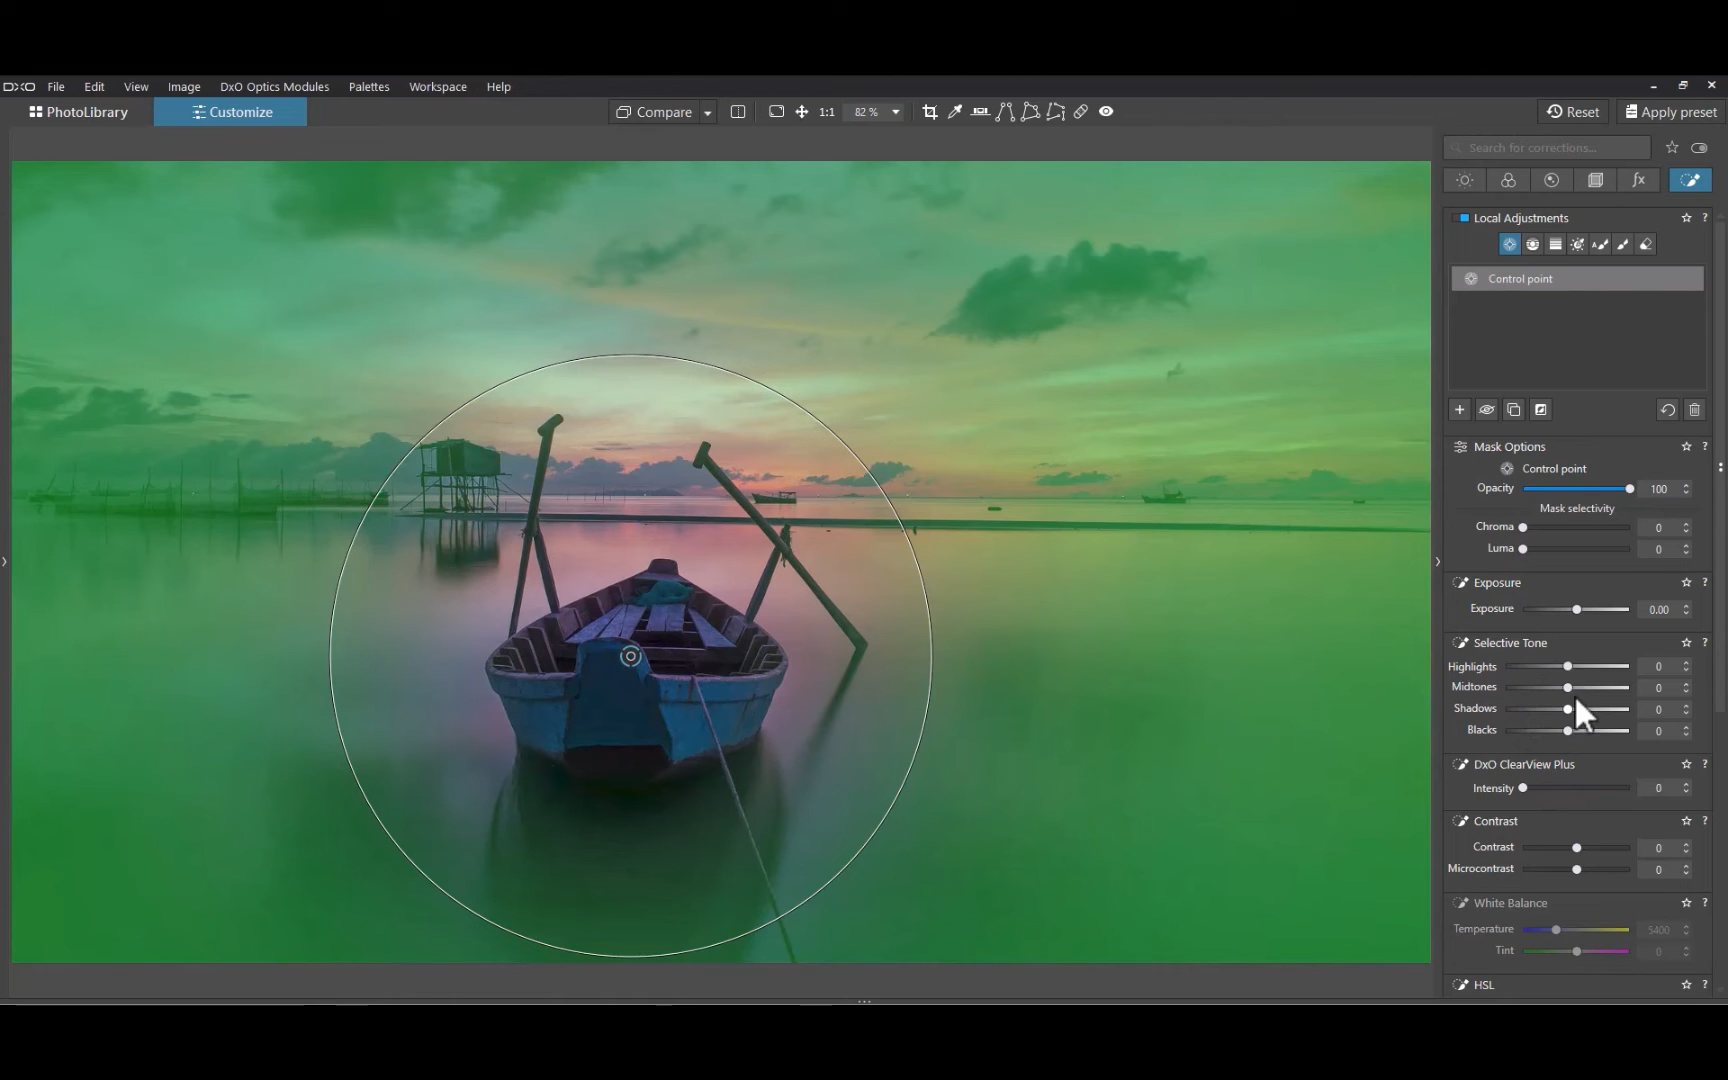 DXO File Edit View Image DxO Optics Modules Palettes Workspace Help
PhotoLibrary Customize Compare 1:1 82 % Reset Apply preset
Search for corrections...
fx
Local Adjustments ?
A
Control point
Mask Options ?
Control point
Opacity 100
Mask selectivity
Chroma 0
Luma 0
Exposure ?
Exposure 0.00
Selective Tone ?
Highlights 0
Midtones 0
Shadows 0
Blacks 0
DxO ClearView Plus ?
Intensity 0
Contrast ?
Contrast 0
Microcontrast 0
White Balance ?
Temperature 5400
Tint 0
HSL ?